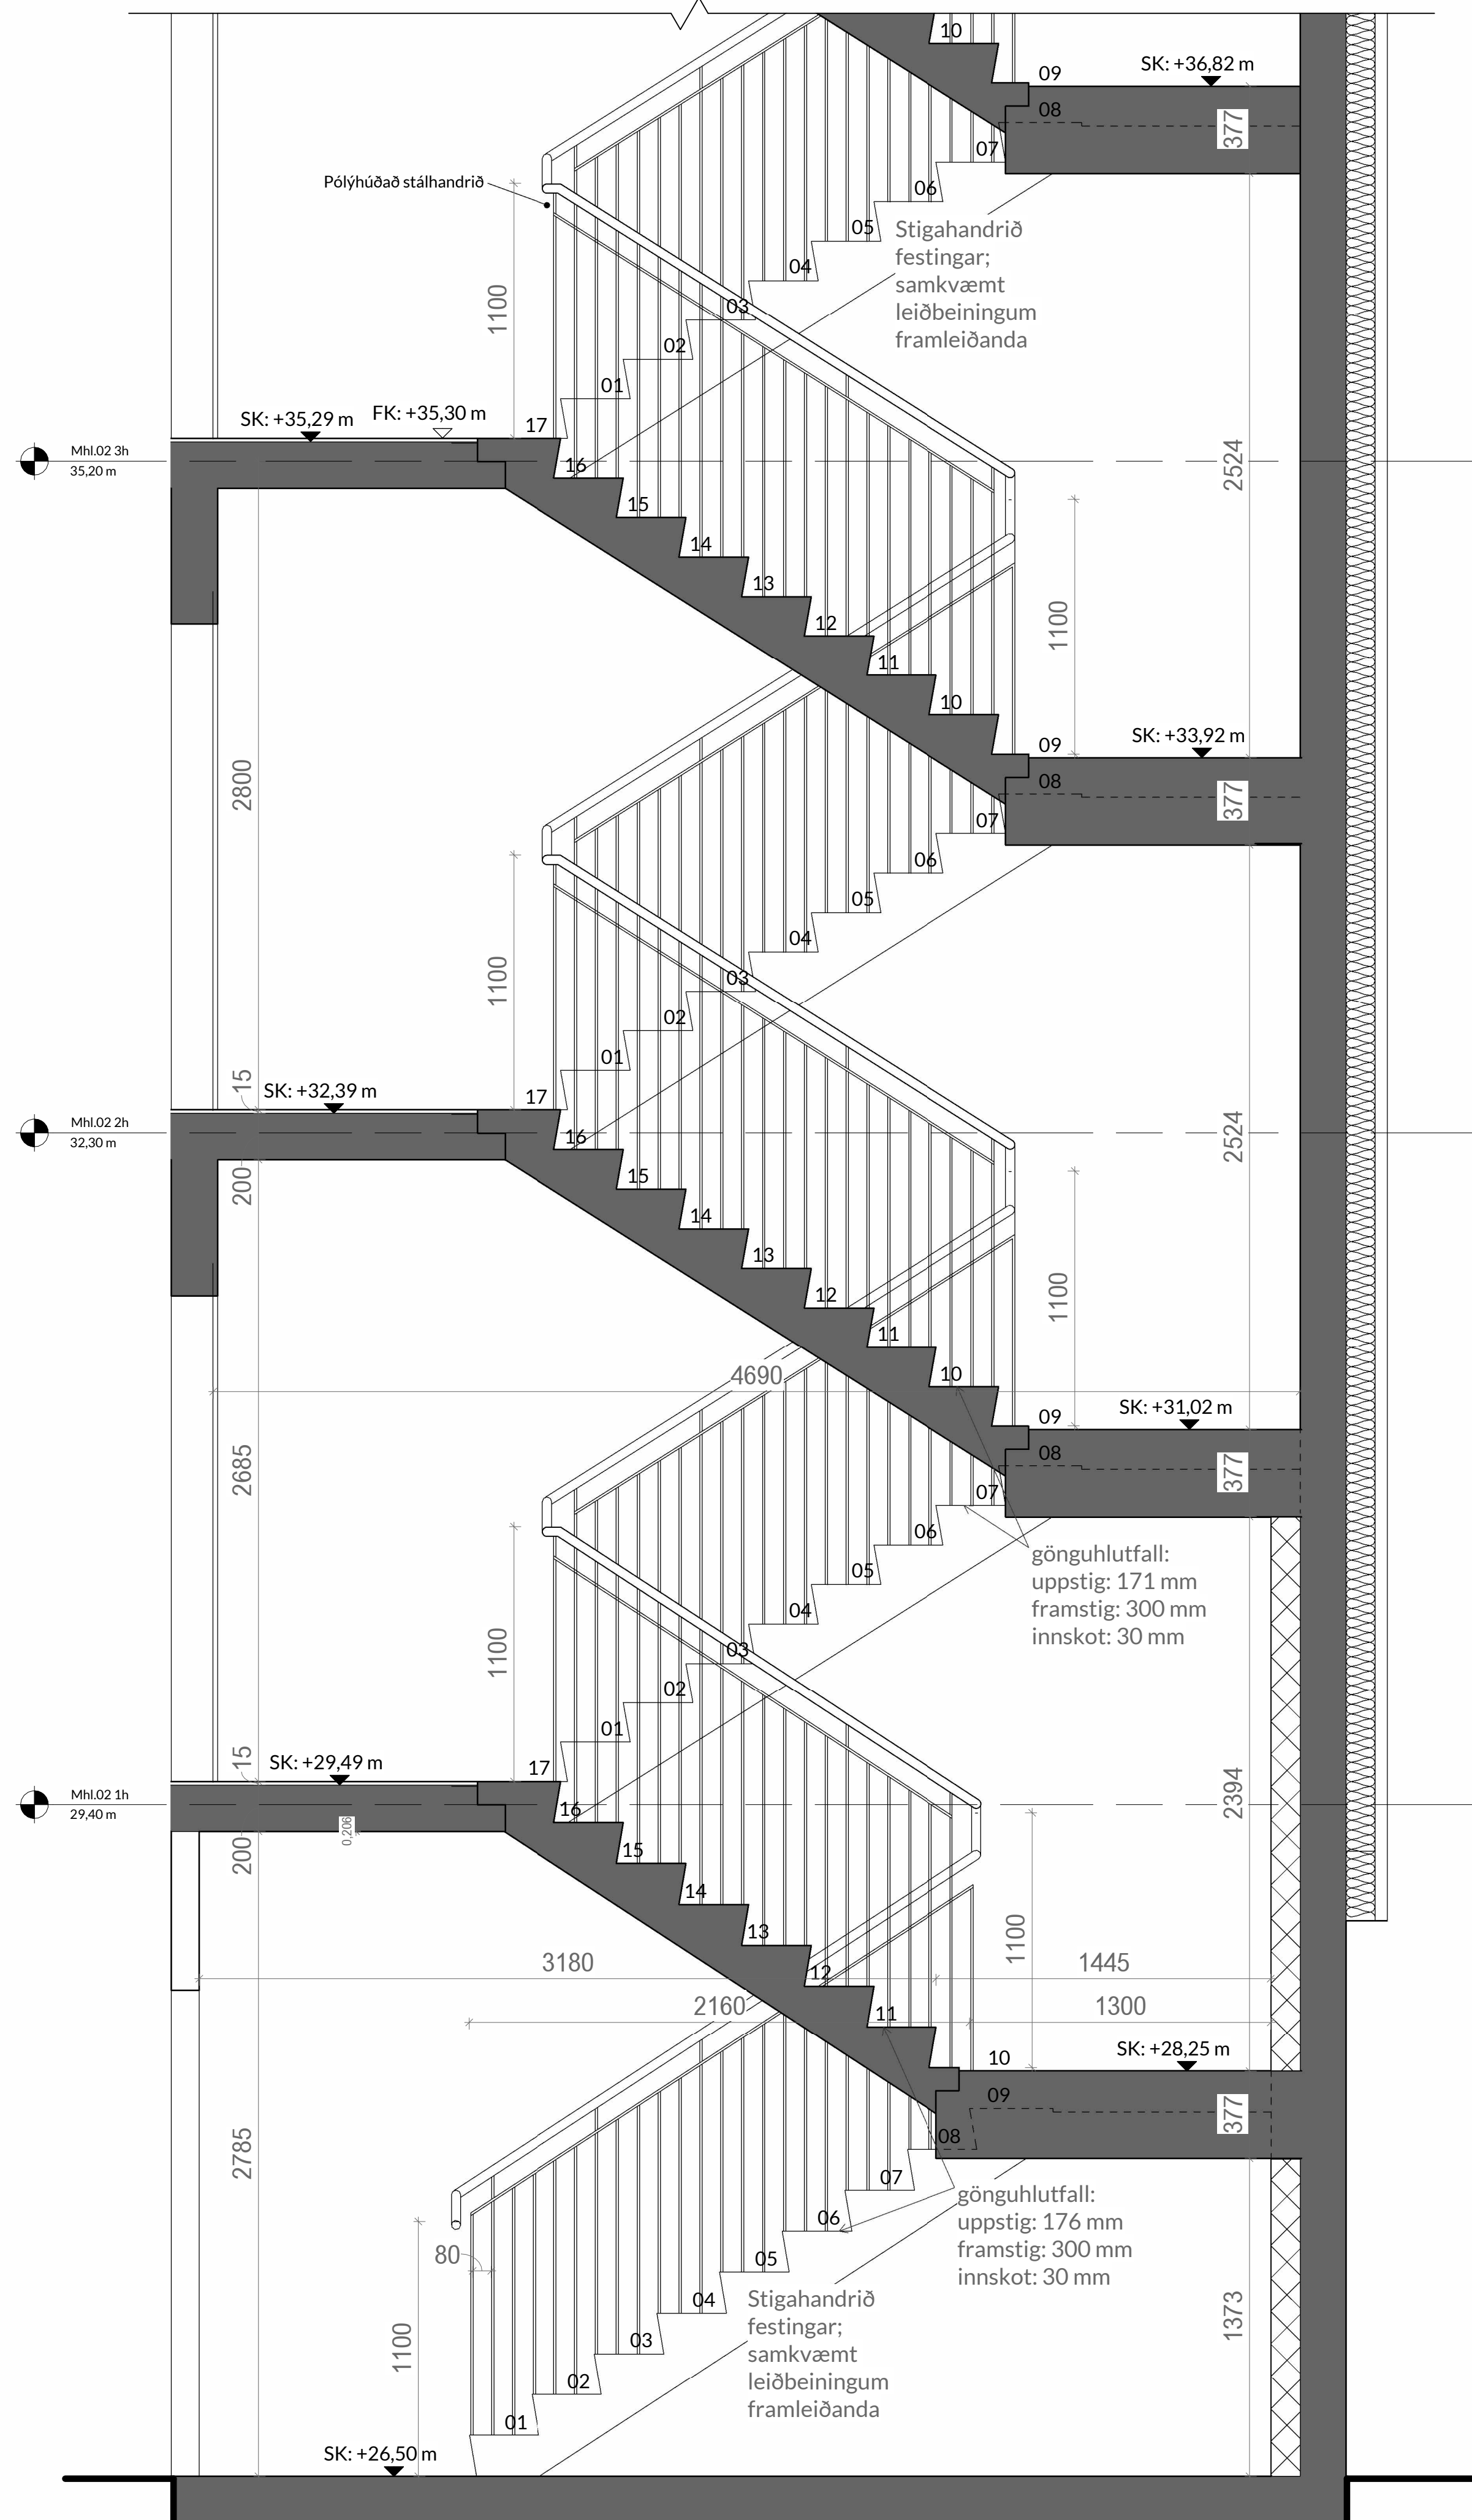 10
SK: +36,82 m
09
08
377
07
Pólýhúðað stálhandrið
06
05
Stigahandrið
festingar;
samkvæmt
leiðbeiningum
framleiðanda
04
1100
03
02
01
SK: +35,29 m
FK: +35,30 m
17
Mhl.02 3h
35,20 m
16
2524
15
14
13
12
1100
11
10
SK: +33,92 m
09
2800
08
377
07
06
05
04
1100
03
02
01
15
SK: +32,39 m
17
Mhl.02 2h
32,30 m
16
2524
200
15
14
13
12
1100
11
4690
10
SK: +31,02 m
09
08
2685
377
07
06
gönguhlutfall:
uppstig: 171 mm
framstig: 300 mm
innskot: 30 mm
05
04
1100
03
02
01
15
SK: +29,49 m
17
Mhl.02 1h
29,40 m
16
2394
0,206
200
15
14
13
1100
3180
1445
12
2160
1300
11
10
SK: +28,25 m
09
377
08
2785
07
gönguhlutfall:
uppstig: 176 mm
framstig: 300 mm
innskot: 30 mm
06
80
05
Stigahandrið
festingar;
samkvæmt
leiðbeiningum
framleiðanda
04
1373
1100
03
02
01
SK: +26,50 m